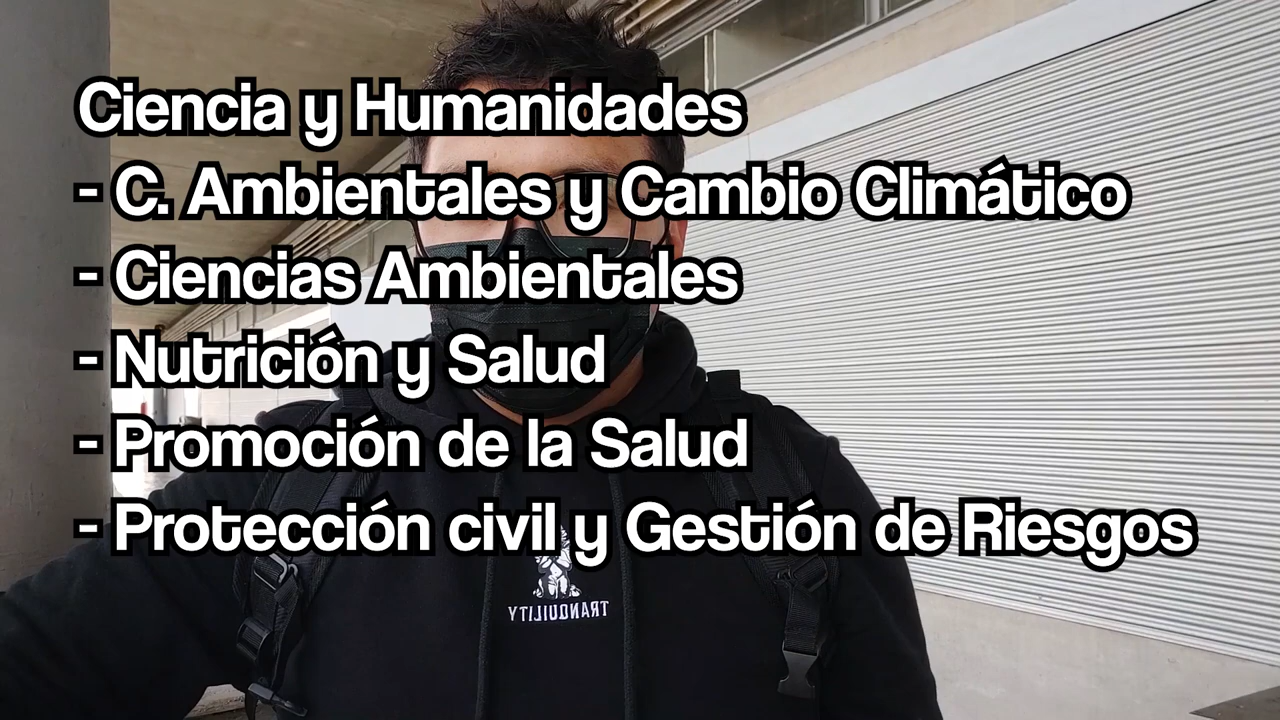 Ciencia y Humanidades
- C. Ambientales y Cambio Climático
- Ciencias Ambientales
- Nutrición y Salud
- Promoción de la Salud
- Protección civil y Gestión de Riesgos
TRANQUILITY